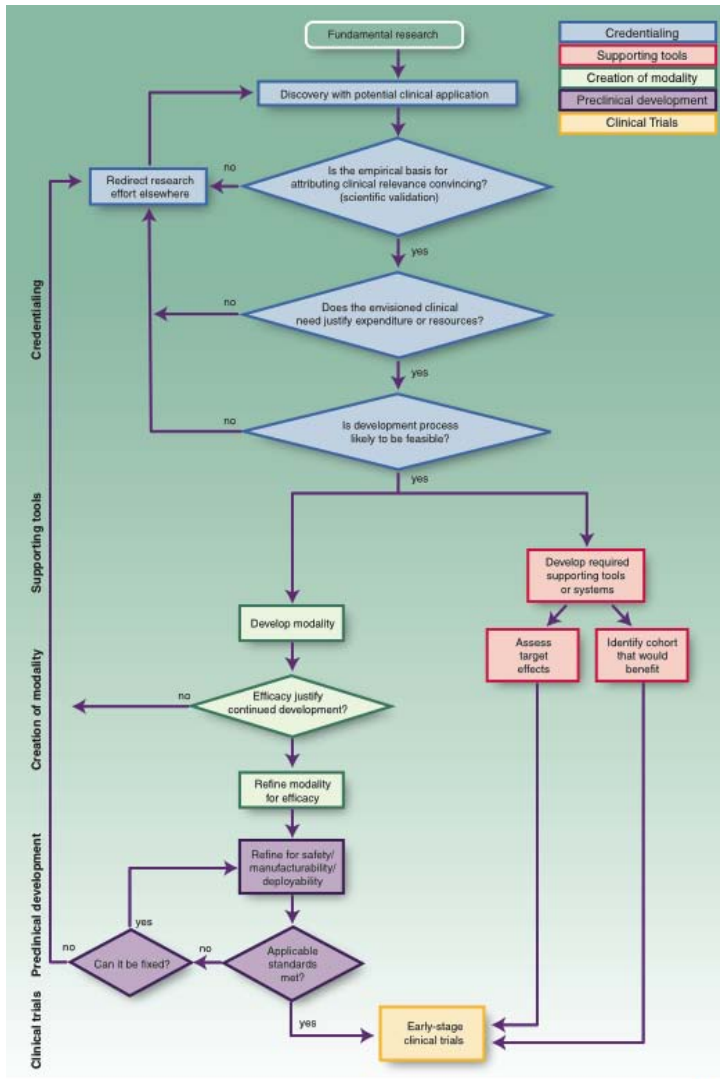 Fundamental research
Credentialing
Supporting tools
Creation of modality
Preclinical development
Clinical Trials
Discovery with potential clinical application
Is the empirical basis for
attributing clinical relevance convincing?
(scientific validation)
no
Redirect research
effort elsewhere
yes
Does the envisioned clinical
need justify expenditure or resources?
no
yes
Is development process
likely to be feasible?
no
yes
Credentialing
Supporting tools
Creation of modality
Preclinical development
Clinical trials
Develop required
supporting tools
or systems
Develop modality
Assess
target
effects
Identify cohort
that would
benefit
Efficacy justify
continued development?
no
Refine modality
for efficacy
Refine for safety/
manufacturability/
deployability
yes
no
Can it be fixed?
no
Applicable
standards
met?
yes
Early-stage
clinical trials